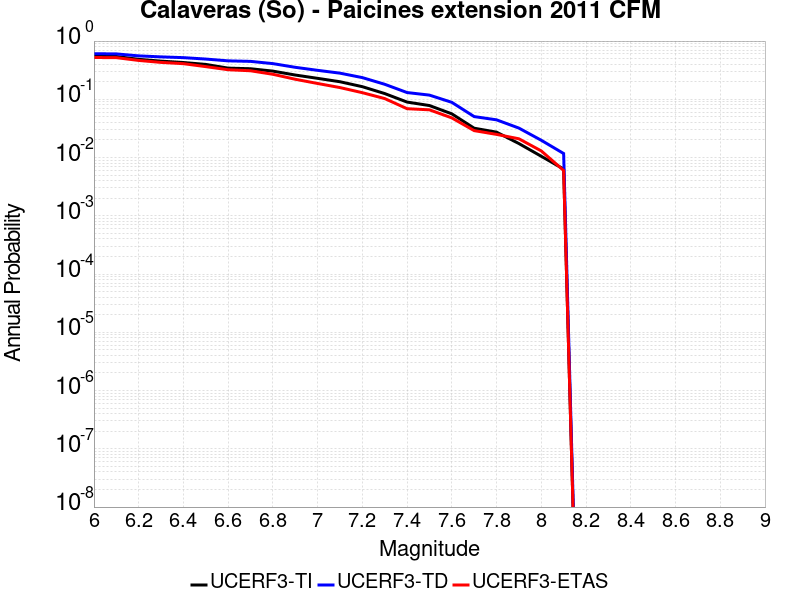 Calaveras (So) - Paicines extension 2011 CFM
10^0
10^-1
10^-2
10^-3
10^-4
10^-5
10^-6
10^-7
10^-8
Annual Probability
6 6.2 6.4 6.6 6.8 7 7.2 7.4 7.6 7.8 8 8.2 8.4 8.6 8.8 9
Magnitude
UCERF3-TI UCERF3-TD UCERF3-ETAS